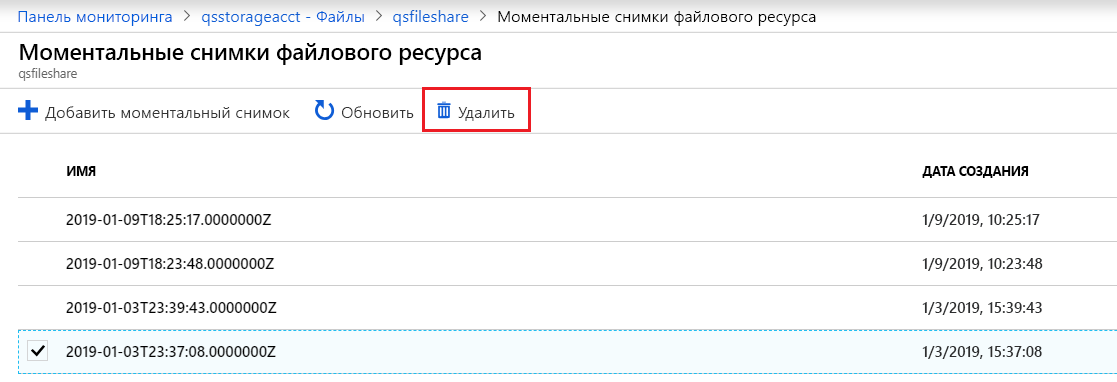 Панель мониторинга > qsstorageacct - Файлы > qsfileshare > Моментальные снимки файлового ресурса
Моментальные снимки файлового ресурса
qsfileshare
Добавить моментальный снимок Обновить Удалить
ИМЯ ДАТА СОЗДАНИЯ
2019-01-09T18:25:17.0000000Z 1/9/2019, 10:25:17
2019-01-09T18:23:48.0000000Z 1/9/2019, 10:23:48
2019-01-03T23:39:43.0000000Z 1/3/2019, 15:39:43
2019-01-03T23:37:08.0000000Z 1/3/2019, 15:37:08